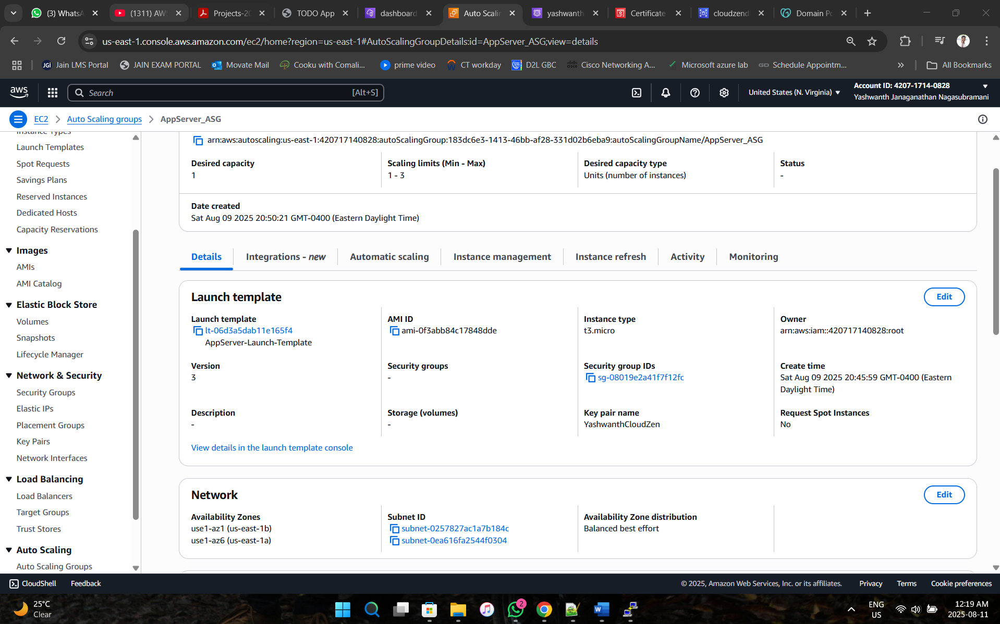 (3) WhatsA
(1311) AW
Projects-20
TODO App
dashboard
Auto Scalin
yashwanth
Certificate
cloudzend
Domain Po
us-east-1.console.aws.amazon.com/ec2/home?region=us-east-1#AutoScalingGroupDetails:id=AppServer_ASG;view=details
JGi Jain LMS Portal
JAIN EXAM PORTAL
Movate Mail
Cooku with Comali...
prime video
CT workday
D2L GBC
Cisco Networking A...
Microsoft azure lab
GD Schedule Appointm...
All Bookmarks
aws
Search
[Alt+S]
United States (N. Virginia)
Account ID: 4207-1714-0828
Yashwanth Janaganathan Nagasubramani
EC2
Auto Scaling groups
AppServer_ASG
Instance Types
Launch Templates
Spot Requests
Savings Plans
Reserved Instances
Dedicated Hosts
Capacity Reservations
Images
AMIs
AMI Catalog
Elastic Block Store
Volumes
Snapshots
Lifecycle Manager
Network & Security
Security Groups
Elastic IPs
Placement Groups
Key Pairs
Network Interfaces
Load Balancing
Load Balancers
Target Groups
Trust Stores
Auto Scaling
Auto Scaling Groups
arn:aws:autoscaling:us-east-1:420717140828:autoScalingGroup:183dc6e3-1413-46bb-af28-331d02b6eba9:autoScalingGroupName/AppServer_ASG
Desired capacity
1
Scaling limits (Min - Max)
1 - 3
Desired capacity type
Units (number of instances)
Status
-
Date created
Sat Aug 09 2025 20:50:21 GMT-0400 (Eastern Daylight Time)
Details
Integrations - new
Automatic scaling
Instance management
Instance refresh
Activity
Monitoring
Launch template
Edit
Launch template
lt-06d3a5dab11e165f4
AppServer-Launch-Template
AMI ID
ami-0f3abb84c17848dde
Instance type
t3.micro
Owner
arn:aws:iam::420717140828:root
Version
3
Security groups
-
Security group IDs
sg-08019e2a41f7f12fc
Create time
Sat Aug 09 2025 20:45:59 GMT-0400 (Eastern
Daylight Time)
Description
-
Storage (volumes)
-
Key pair name
YashwanthCloudZen
Request Spot Instances
No
View details in the launch template console
Network
Edit
Availability Zones
use1-az1 (us-east-1b)
use1-az6 (us-east-1a)
Subnet ID
subnet-0257827ac1a7b184c
subnet-0ea616fa2544f0304
Availability Zone distribution
Balanced best effort
CloudShell
Feedback
© 2025, Amazon Web Services, Inc. or its affiliates.
Privacy
Terms
Cookie preferences
25°C
Clear
2
ENG
US
12:19 AM
2025-08-11